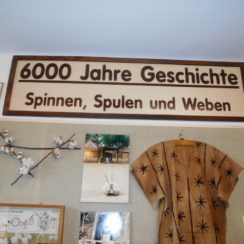 6000 Jahre Geschichte
Spinnen, Spulen und Weben